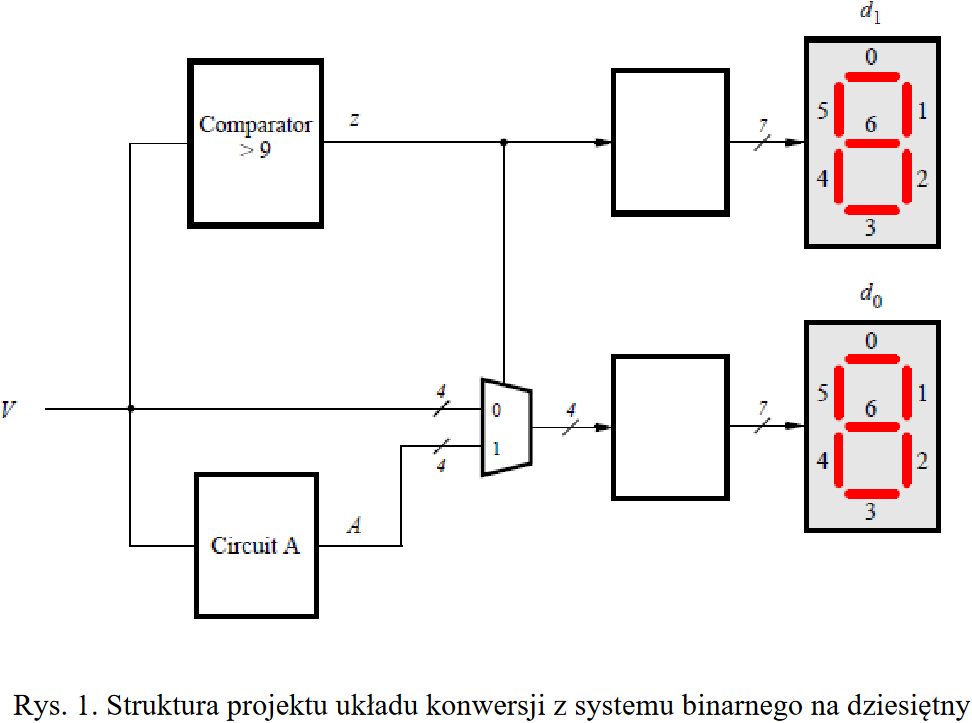 d1
0
5
1
6
4
2
3
Comparator
> 9
z
7
d0
0
5
1
6
4
2
3
V
4
0
4
7
1
4
Circuit A
A
Rys. 1. Struktura projektu układu konwersji z systemu binarnego na dziesiętny